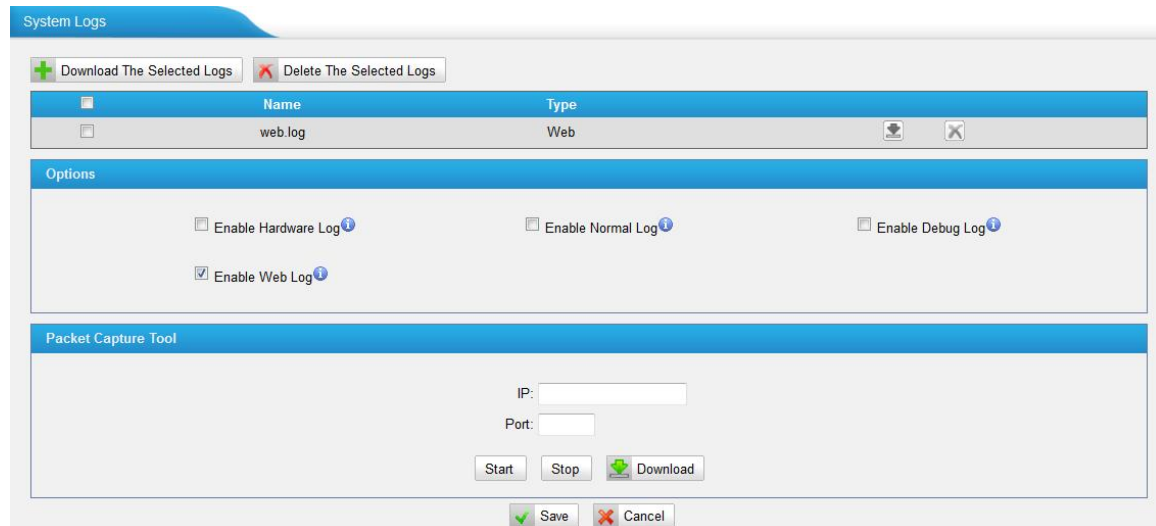 System Logs
Download The Selected Logs Delete The Selected Logs
Name Type
web.log Web
Options
Enable Hardware Log Enable Normal Log Enable Debug Log
Enable Web Log
Packet Capture Tool
IP:
Port:
Start Stop Download
Save Cancel